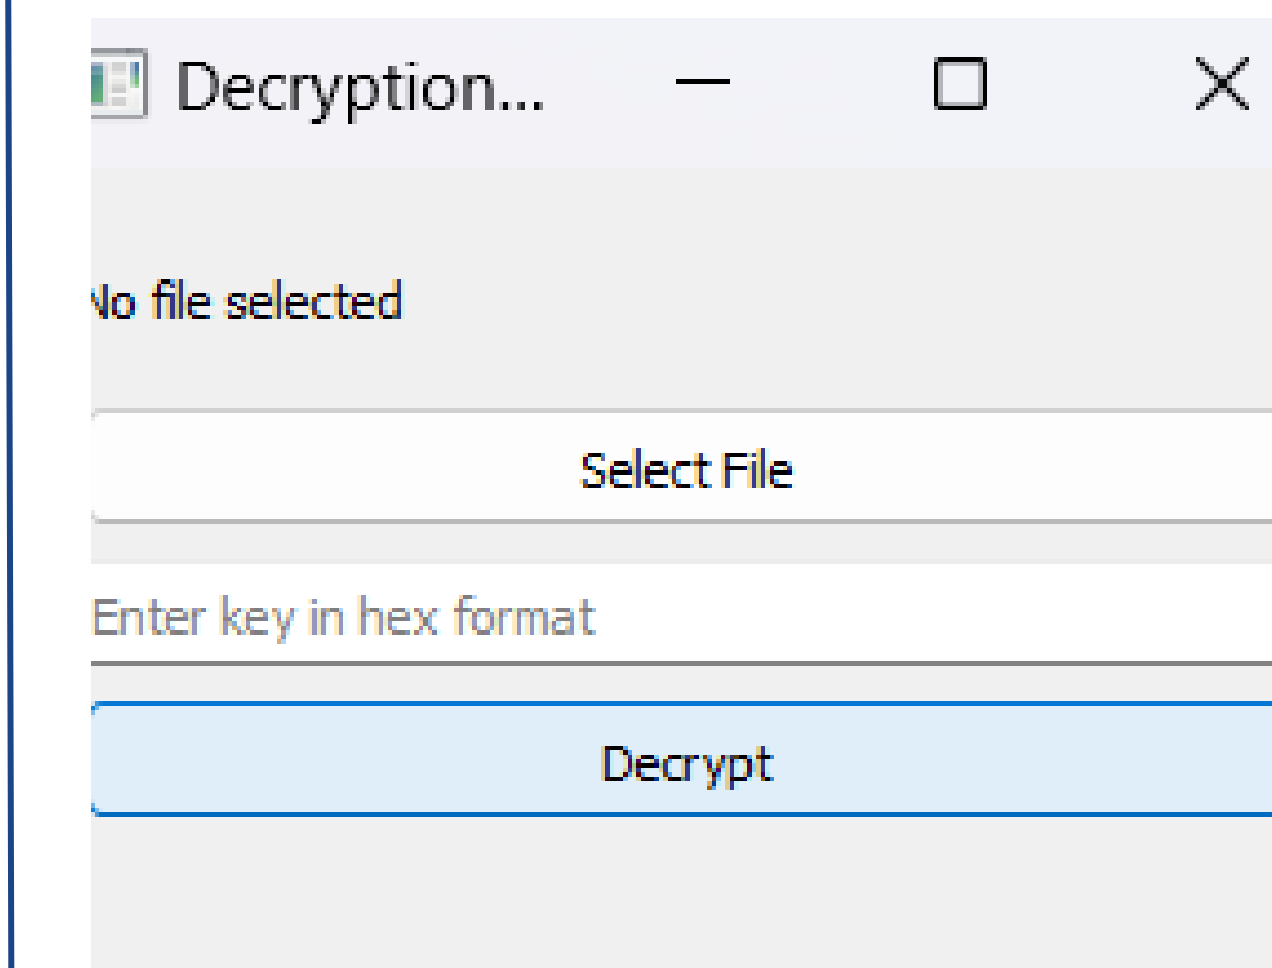 Decryption...
No file selected
Select File
Enter key in hex format
Decrypt